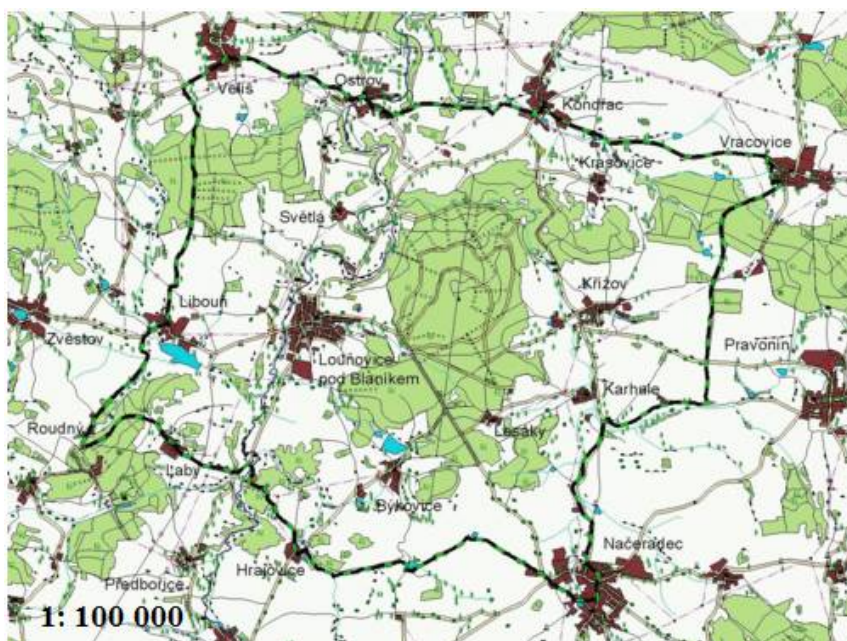 Veliš
Ostrov
Kondrac
Vracovice
Krasovice
Světlá
Křížov
Libouň
Zvěstov
Louňovice
pod Blaníkem
Pravonín
Karhule
Roudný
Lesáky
Laby
Býkovice
Načeradec
Hrajovice
Předbořice
1: 100 000